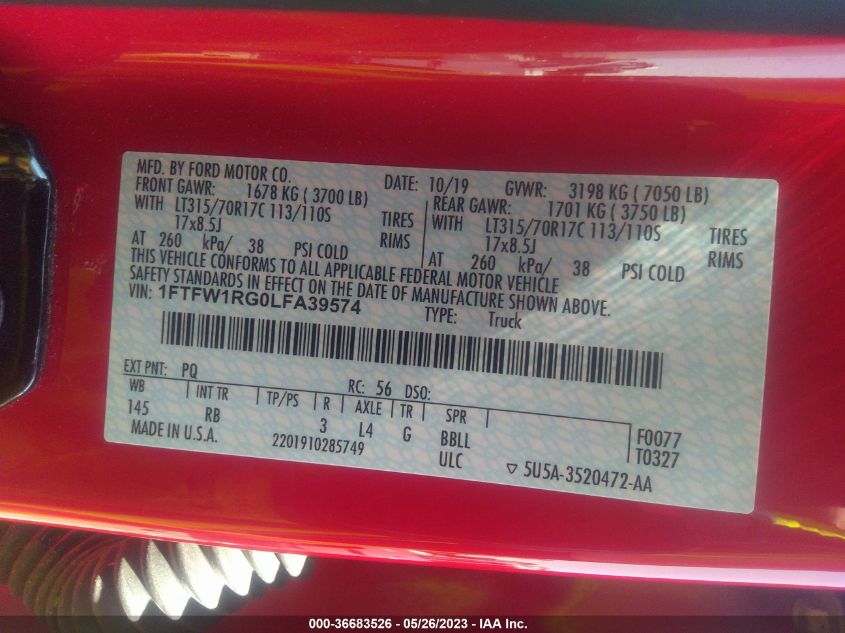 MFD. BY FORD MOTOR CO. DATE: 10/19 GVWR: 3198 KG ( 7050 LB)
FRONT GAWR: 1678 KG ( 3700 LB) REAR GAWR: 1701 KG ( 3750 LB)
WITH LT315/70R17C 113/110S TIRES WITH LT315/70R17C 113/110S TIRES
17x8.5J RIMS 17x8.5J RIMS
AT 260 kPa/ 38 PSI COLD AT 260 kPa/ 38 PSI COLD
THIS VEHICLE CONFORMS TO ALL APPLICABLE FEDERAL MOTOR VEHICLE
SAFETY STANDARDS IN EFFECT ON THE DATE OF MANUFACTURE SHOWN ABOVE.
VIN: 1FTFW1RG0LFA39574 TYPE: Truck
EXT PNT: PQ RC: 56 DSO:
WB INT TR TP/PS R AXLE TR SPR
145 RB 3 L4 G BBLL F0077
MADE IN U.S.A. 2201910285749 ULC T0327
5U5A-3520472-AA
000-36683526 - 05/26/2023 - IAA Inc.